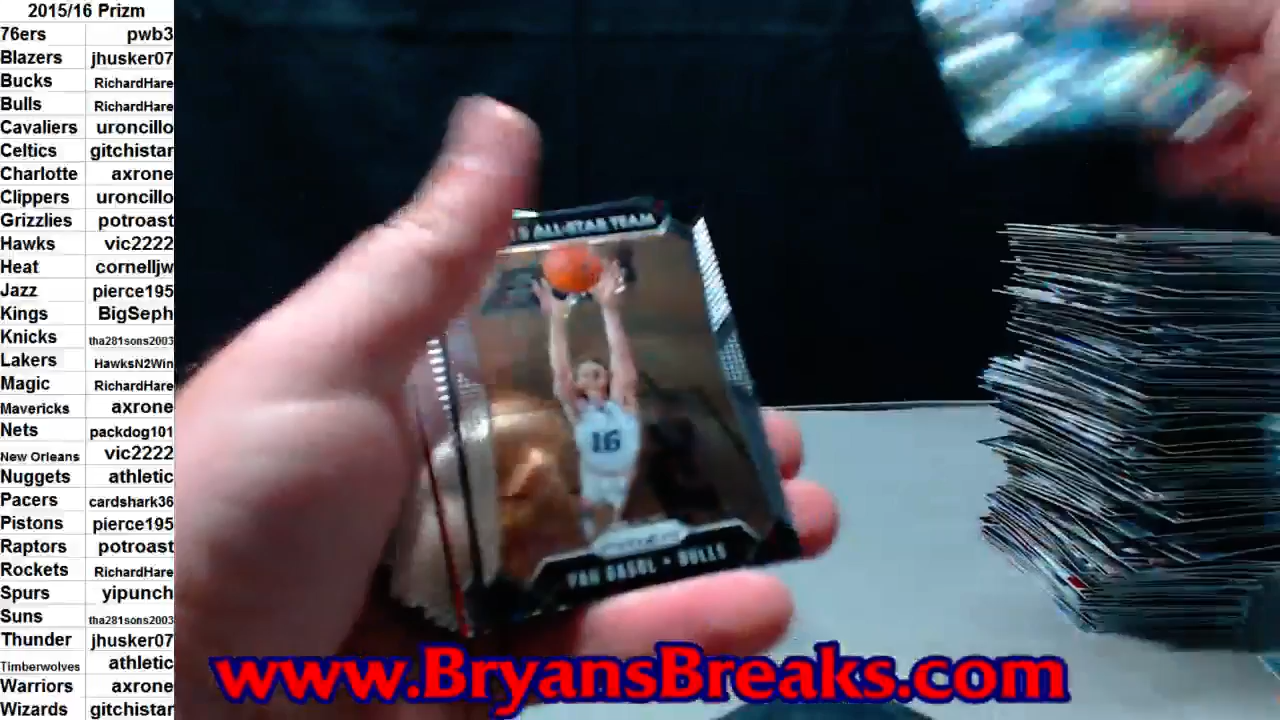 2015/16 Prizm
76ers pwb3
Blazers jhusker07
Bucks RichardHare
Bulls RichardHare
Cavaliers uroncillo
Celtics gitchistar
Charlotte axrone
Clippers uroncillo
Grizzlies potroast
Hawks vic2222
Heat cornelljw
Jazz pierce195
Kings BigSeph
Knicks tha281sons2003
Lakers HawksN2Win
Magic RichardHare
Mavericks axrone
Nets packdog101
New Orleans vic2222
Nuggets athletic
Pacers cardshark36
Pistons pierce195
Raptors potroast
Rockets RichardHare
Spurs yipunch
Suns tha281sons2003
Thunder jhusker07
Timberwolves athletic
Warriors axrone
Wizards gitchistar
ALL-STAR TEAM
16
PAU GASOL • BULLS
www.BryansBreaks.com